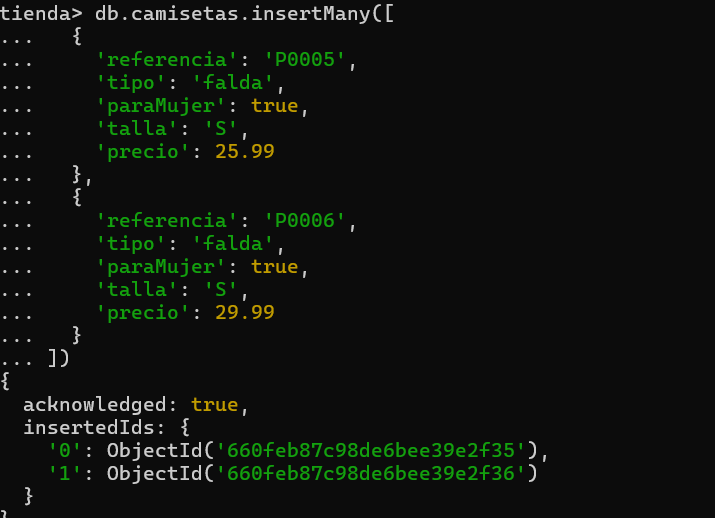 tienda> db.camisetas.insertMany([
...   {
...     'referencia': 'P0005',
...     'tipo': 'falda',
...     'paraMujer': true,
...     'talla': 'S',
...     'precio': 25.99
...   },
...   {
...     'referencia': 'P0006',
...     'tipo': 'falda',
...     'paraMujer': true,
...     'talla': 'S',
...     'precio': 29.99
...   }
... ])
{
  acknowledged: true,
  insertedIds: {
    '0': ObjectId('660feb87c98de6bee39e2f35'),
    '1': ObjectId('660feb87c98de6bee39e2f36')
  }
}